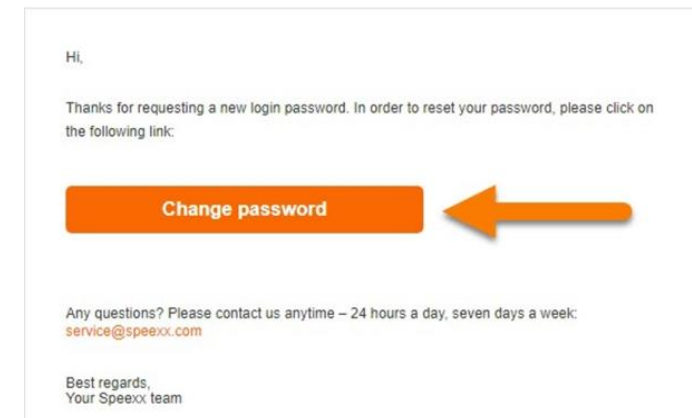 Hi,
Thanks for requesting a new login password. In order to reset your password, please click on
the following link:
Change password
Any questions? Please contact us anytime – 24 hours a day, seven days a week:
service@speexx.com
Best regards,
Your Speexx team